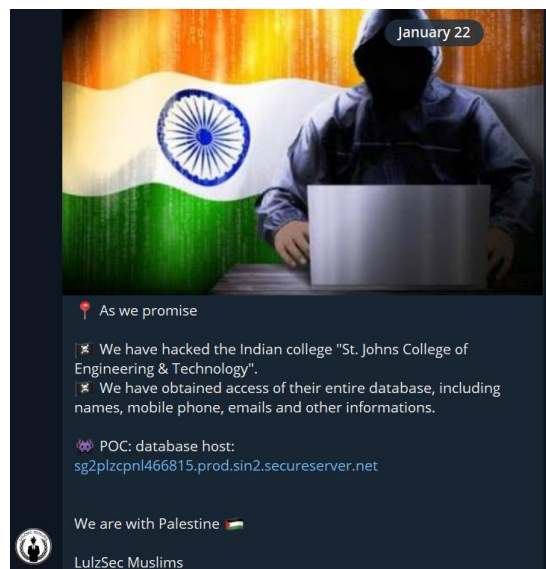 January 22
📍 As we promise
🏴‍☠️ We have hacked the Indian college "St. Johns College of
Engineering & Technology".
🏴‍☠️ We have obtained access of their entire database, including
names, mobile phone, emails and other informations.
👾 POC: database host:
sg2plzcpnl466815.prod.sin2.secureserver.net
We are with Palestine 🇵🇸
LulzSec Muslims